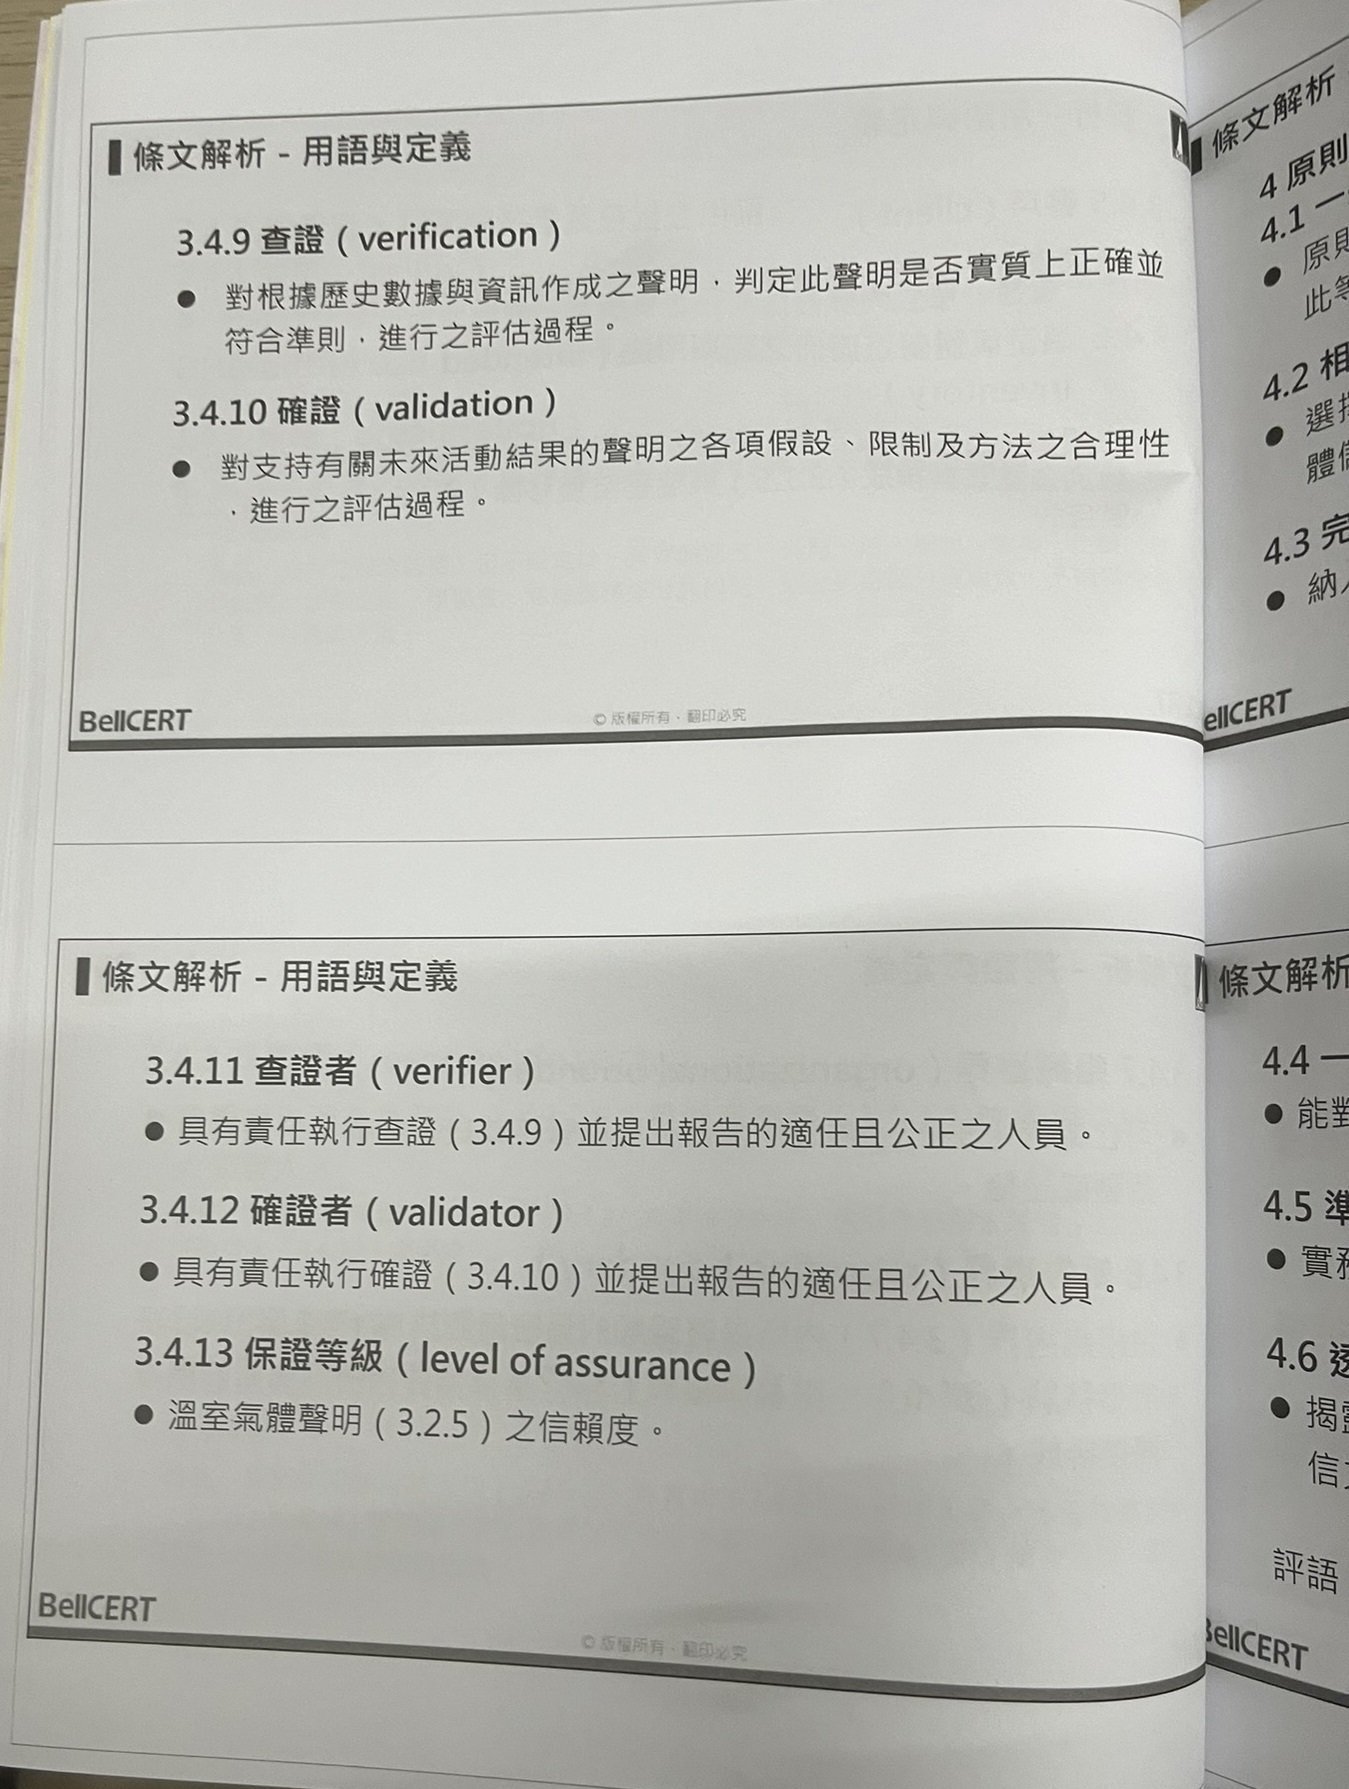 條文解析 - 用語與定義
3.4.9 查證（verification）
● 對根據歷史數據與資訊作成之聲明，判定此聲明是否實質上正確並
符合準則，進行之評估過程。
3.4.10 確證（validation）
● 對支持有關未來活動結果的聲明之各項假設、限制及方法之合理性
，進行之評估過程。
BellCERT
© 版權所有，翻印必究
條文解析 - 用語與定義
3.4.11 查證者（verifier）
● 具有責任執行查證（3.4.9）並提出報告的適任且公正之人員。
3.4.12 確證者（validator）
● 具有責任執行確證（3.4.10）並提出報告的適任且公正之人員。
3.4.13 保證等級（level of assurance）
● 溫室氣體聲明（3.2.5）之信賴度。
BellCERT
© 版權所有，翻印必究
條文解析
4 原則
4.1 一
● 原則
此等
4.2 相
● 選擇
體
4.3 完
● 納入
ellCERT
條文解析
4.4 一
● 能對
4.5 準
● 實務
4.6 透
● 揭露
信
評語
BellCERT